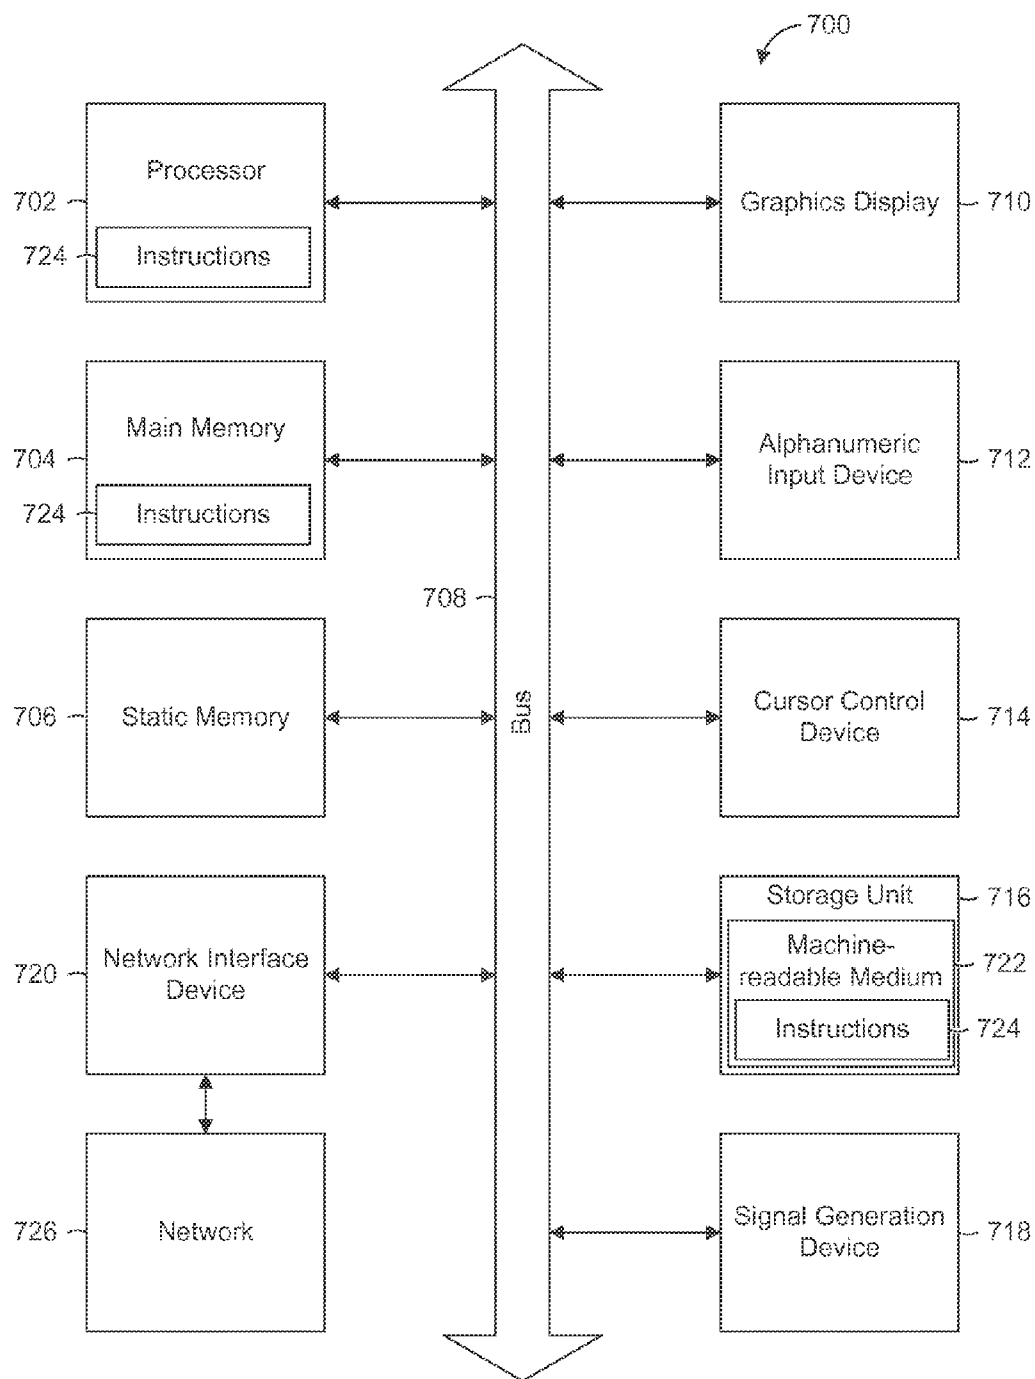 700
Processor
702
724
Instructions
Graphics Display
710
Main Memory
704
724
Instructions
Alphanumeric
Input Device
712
708
Static Memory
706
Bus
Cursor Control
Device
714
Network Interface
Device
720
Storage Unit
716
Machine-
readable Medium
722
Instructions
724
Network
726
Signal Generation
Device
718